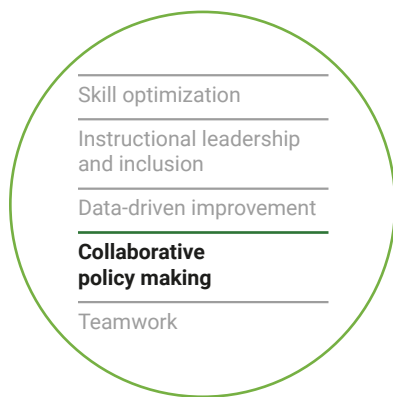 Skill optimization
Instructional leadership
and inclusion
Data-driven improvement
Collaborative
policy making
Teamwork